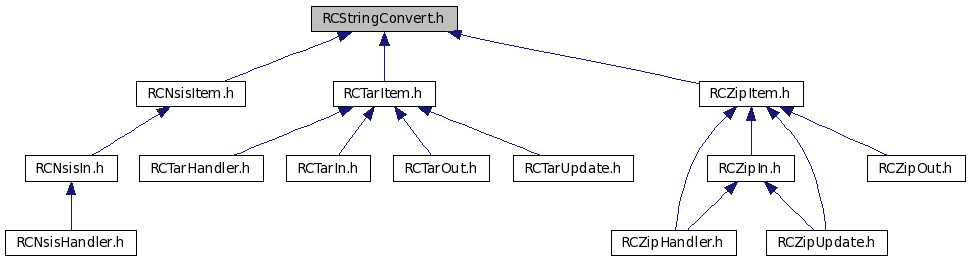 RCStringConvert.h
RCNsisItem.h
RCTarItem.h
RCZipItem.h
RCNsisIn.h
RCTarHandler.h
RCTarIn.h
RCTarOut.h
RCTarUpdate.h
RCZipIn.h
RCZipOut.h
RCNsisHandler.h
RCZipHandler.h
RCZipUpdate.h